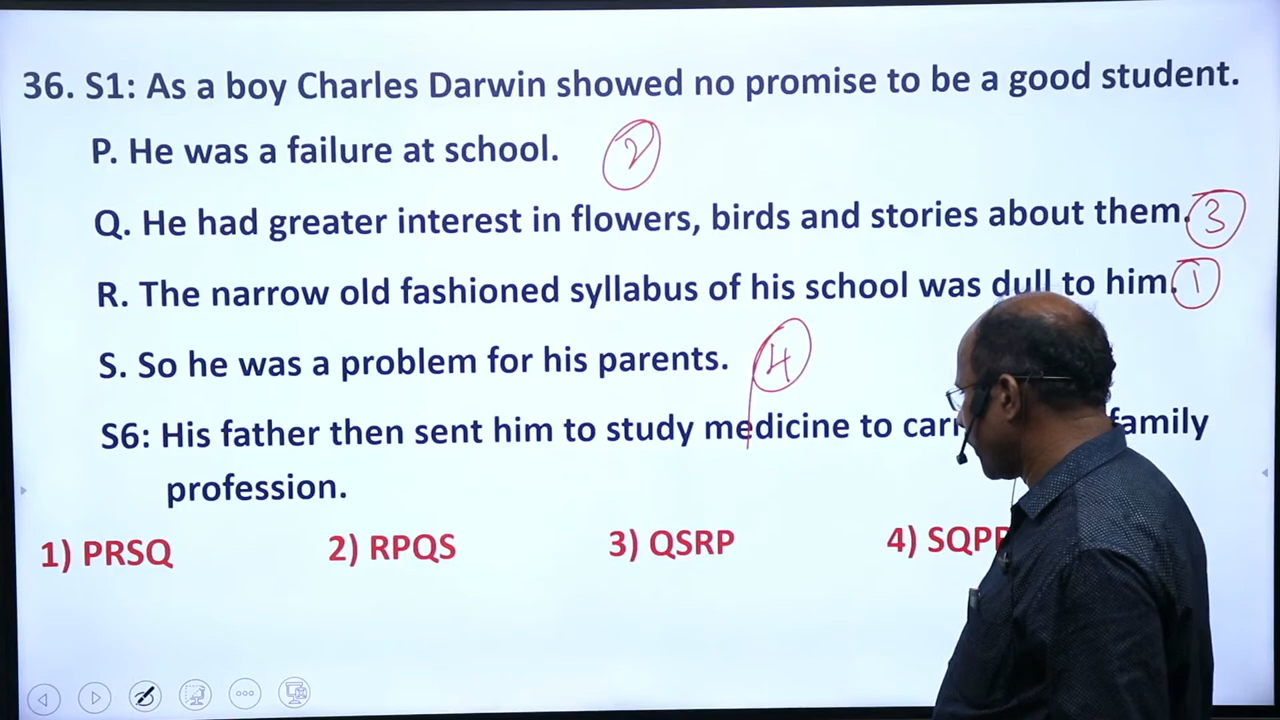 36. S1: As a boy Charles Darwin showed no promise to be a good student.
P. He was a failure at school. 2
Q. He had greater interest in flowers, birds and stories about them. 3
R. The narrow old fashioned syllabus of his school was dull to him. 1
S. So he was a problem for his parents. 4
S6: His father then sent him to study medicine to family
profession.
1) PRSQ 2) RPQS 3) QSRP 4)